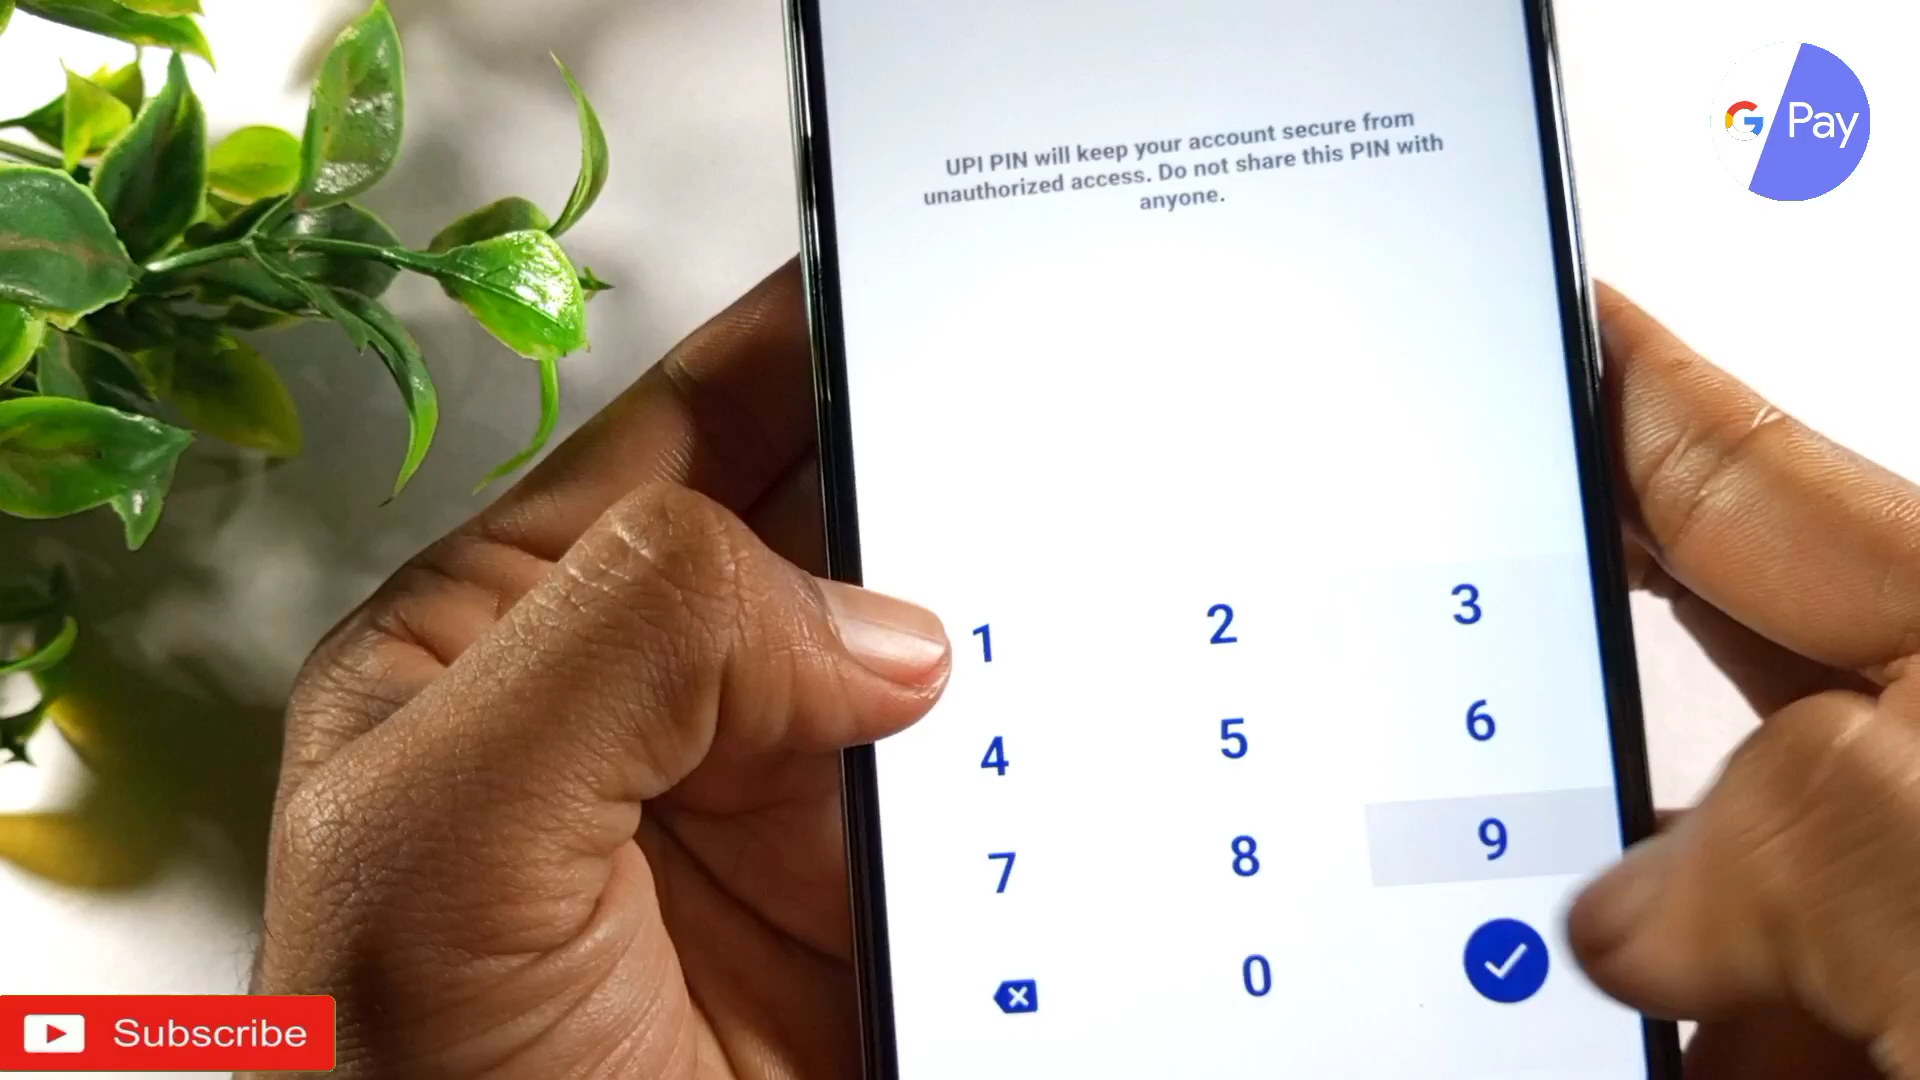 UPI PIN will keep your account secure from
unauthorized access. Do not share this PIN with
anyone.
G Pay
1 2 3
4 5 6
7 8 9
0
Subscribe